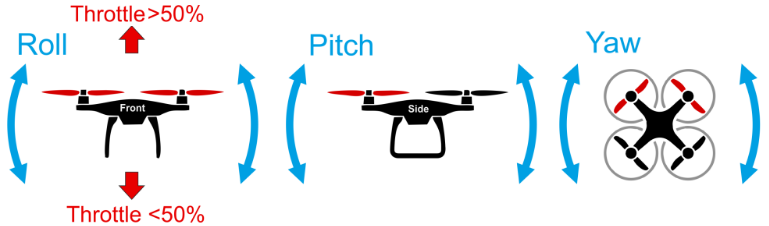 Throttle>50%
Roll
Pitch
Yaw
Front
Side
Throttle <50%